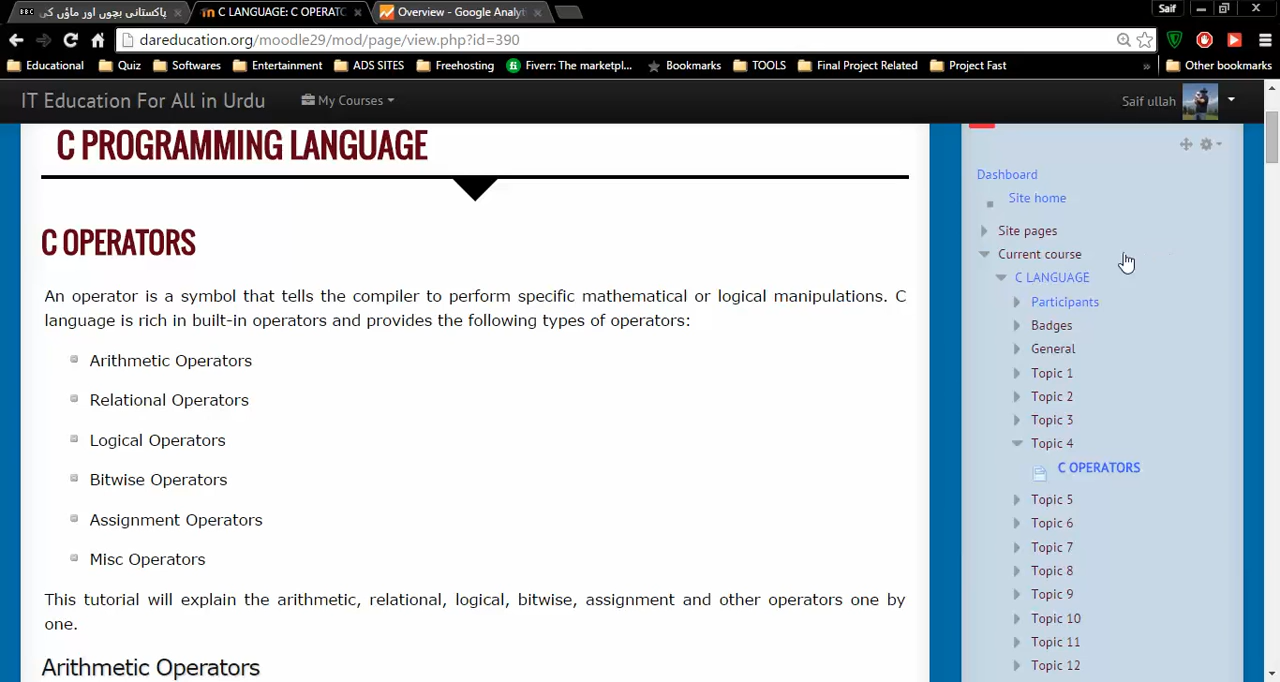 BBC پاکستانی بچوں اور ماؤں کی
C LANGUAGE: C OPERATO
Overview - Google Analyt
Saif
dareducation.org/moodle29/mod/page/view.php?id=390
Educational Quiz Softwares Entertainment ADS SITES Freehosting Fiverr: The marketpl... Bookmarks TOOLS Final Project Related Project Fast » Other bookmarks
IT Education For All in Urdu My Courses Saif ullah
C PROGRAMMING LANGUAGE
C OPERATORS
An operator is a symbol that tells the compiler to perform specific mathematical or logical manipulations. C
language is rich in built-in operators and provides the following types of operators:
Arithmetic Operators
Relational Operators
Logical Operators
Bitwise Operators
Assignment Operators
Misc Operators
This tutorial will explain the arithmetic, relational, logical, bitwise, assignment and other operators one by
one.
Arithmetic Operators
Dashboard
Site home
Site pages
Current course
C LANGUAGE
Participants
Badges
General
Topic 1
Topic 2
Topic 3
Topic 4
C OPERATORS
Topic 5
Topic 6
Topic 7
Topic 8
Topic 9
Topic 10
Topic 11
Topic 12